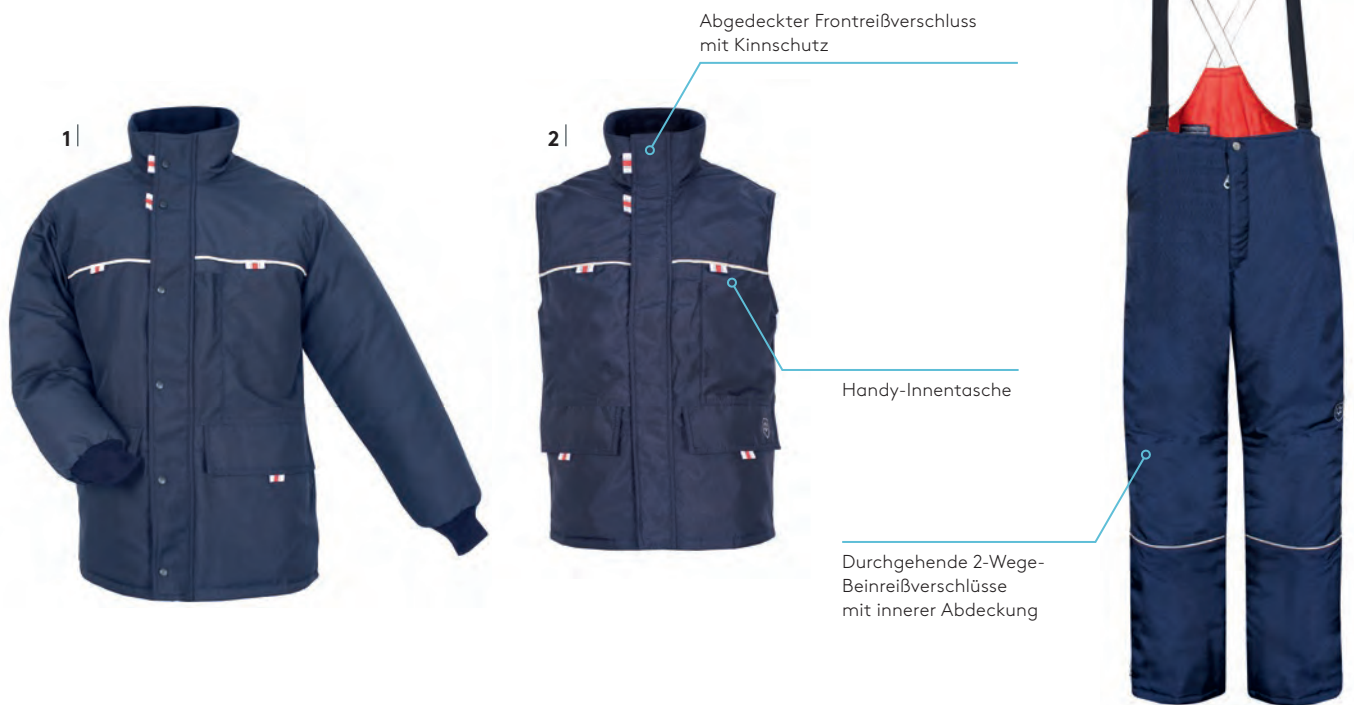 Abgedeckter Frontreißverschluss
mit Kinnschutz
1
2
Handy-Innentasche
Durchgehende 2-Wege-
Beinreißverschlüsse
mit innerer Abdeckung